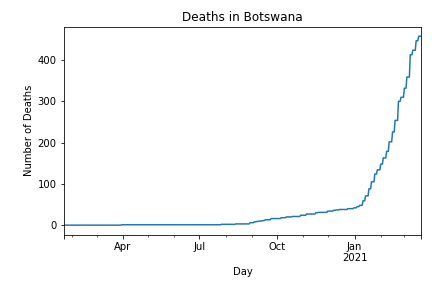 Deaths in Botswana
Number of Deaths
400
300
200
100
0
Apr
Jul
Oct
Jan
2021
Day